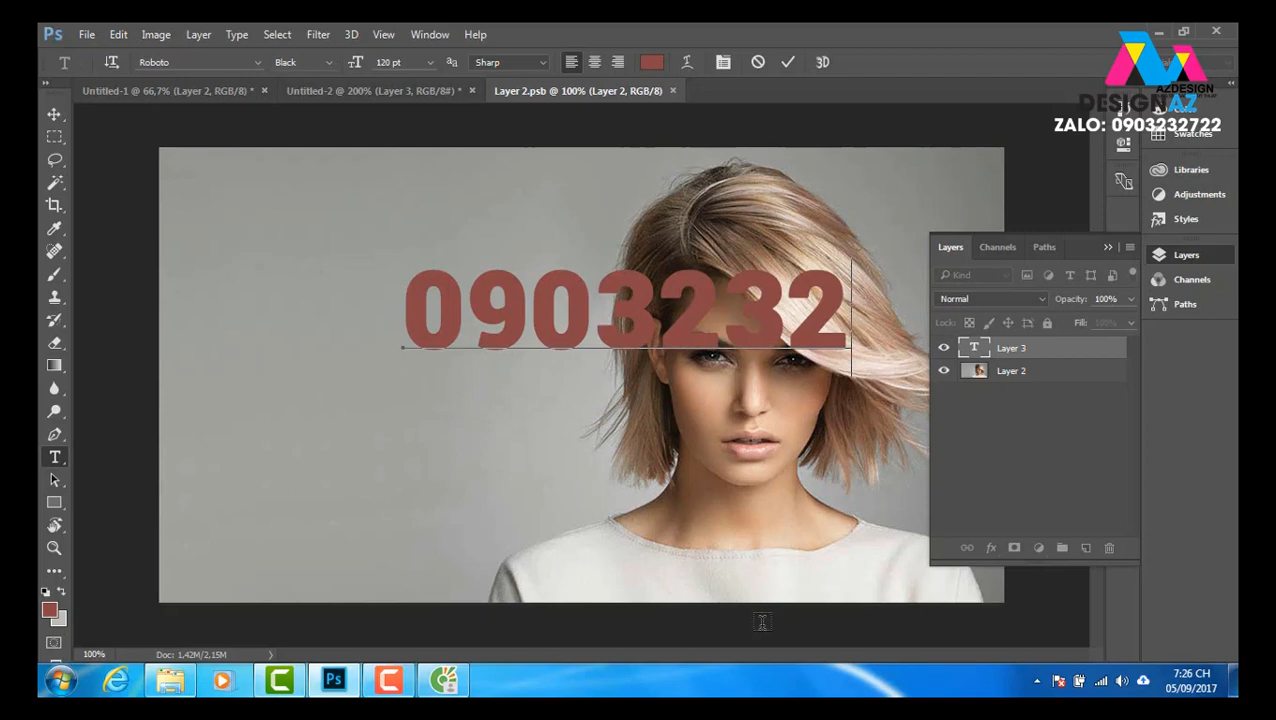 Ps File Edit Image Layer Type Select Filter 3D View Window Help
T Roboto Black 120 pt Sharp 3D
Untitled-1 @ 66,7% (Layer 2, RGB/8) * Untitled-2 @ 200% (Layer 3, RGB/8#) * Layer 2.psb @ 100% (Layer 2, RGB/8)
AZDESIGN
DESIGN AZ
ZALO: 0903232722
Swatches
Libraries
Adjustments
Styles
Layers
Channels
Paths
0903232
Layers Channels Paths
Kind
Normal Opacity: 100%
Lock: Fill: 100%
Layer 3
Layer 2
100% Doc: 1,42M/2,15M
7:26 CH
05/09/2017